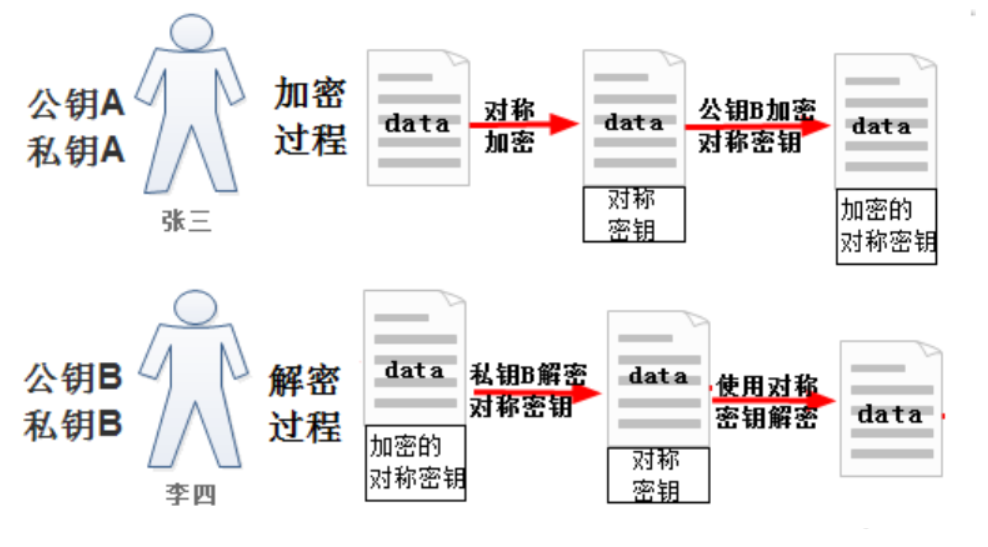 公钥A
私钥A
张三
加密
过程
data
对称
加密
data
对称
密钥
公钥B加密
对称密钥
data
加密的
对称密钥
公钥B
私钥B
李四
解密
过程
data
加密的
对称密钥
私钥B解密
对称密钥
data
对称
密钥
使用对称
密钥解密
data